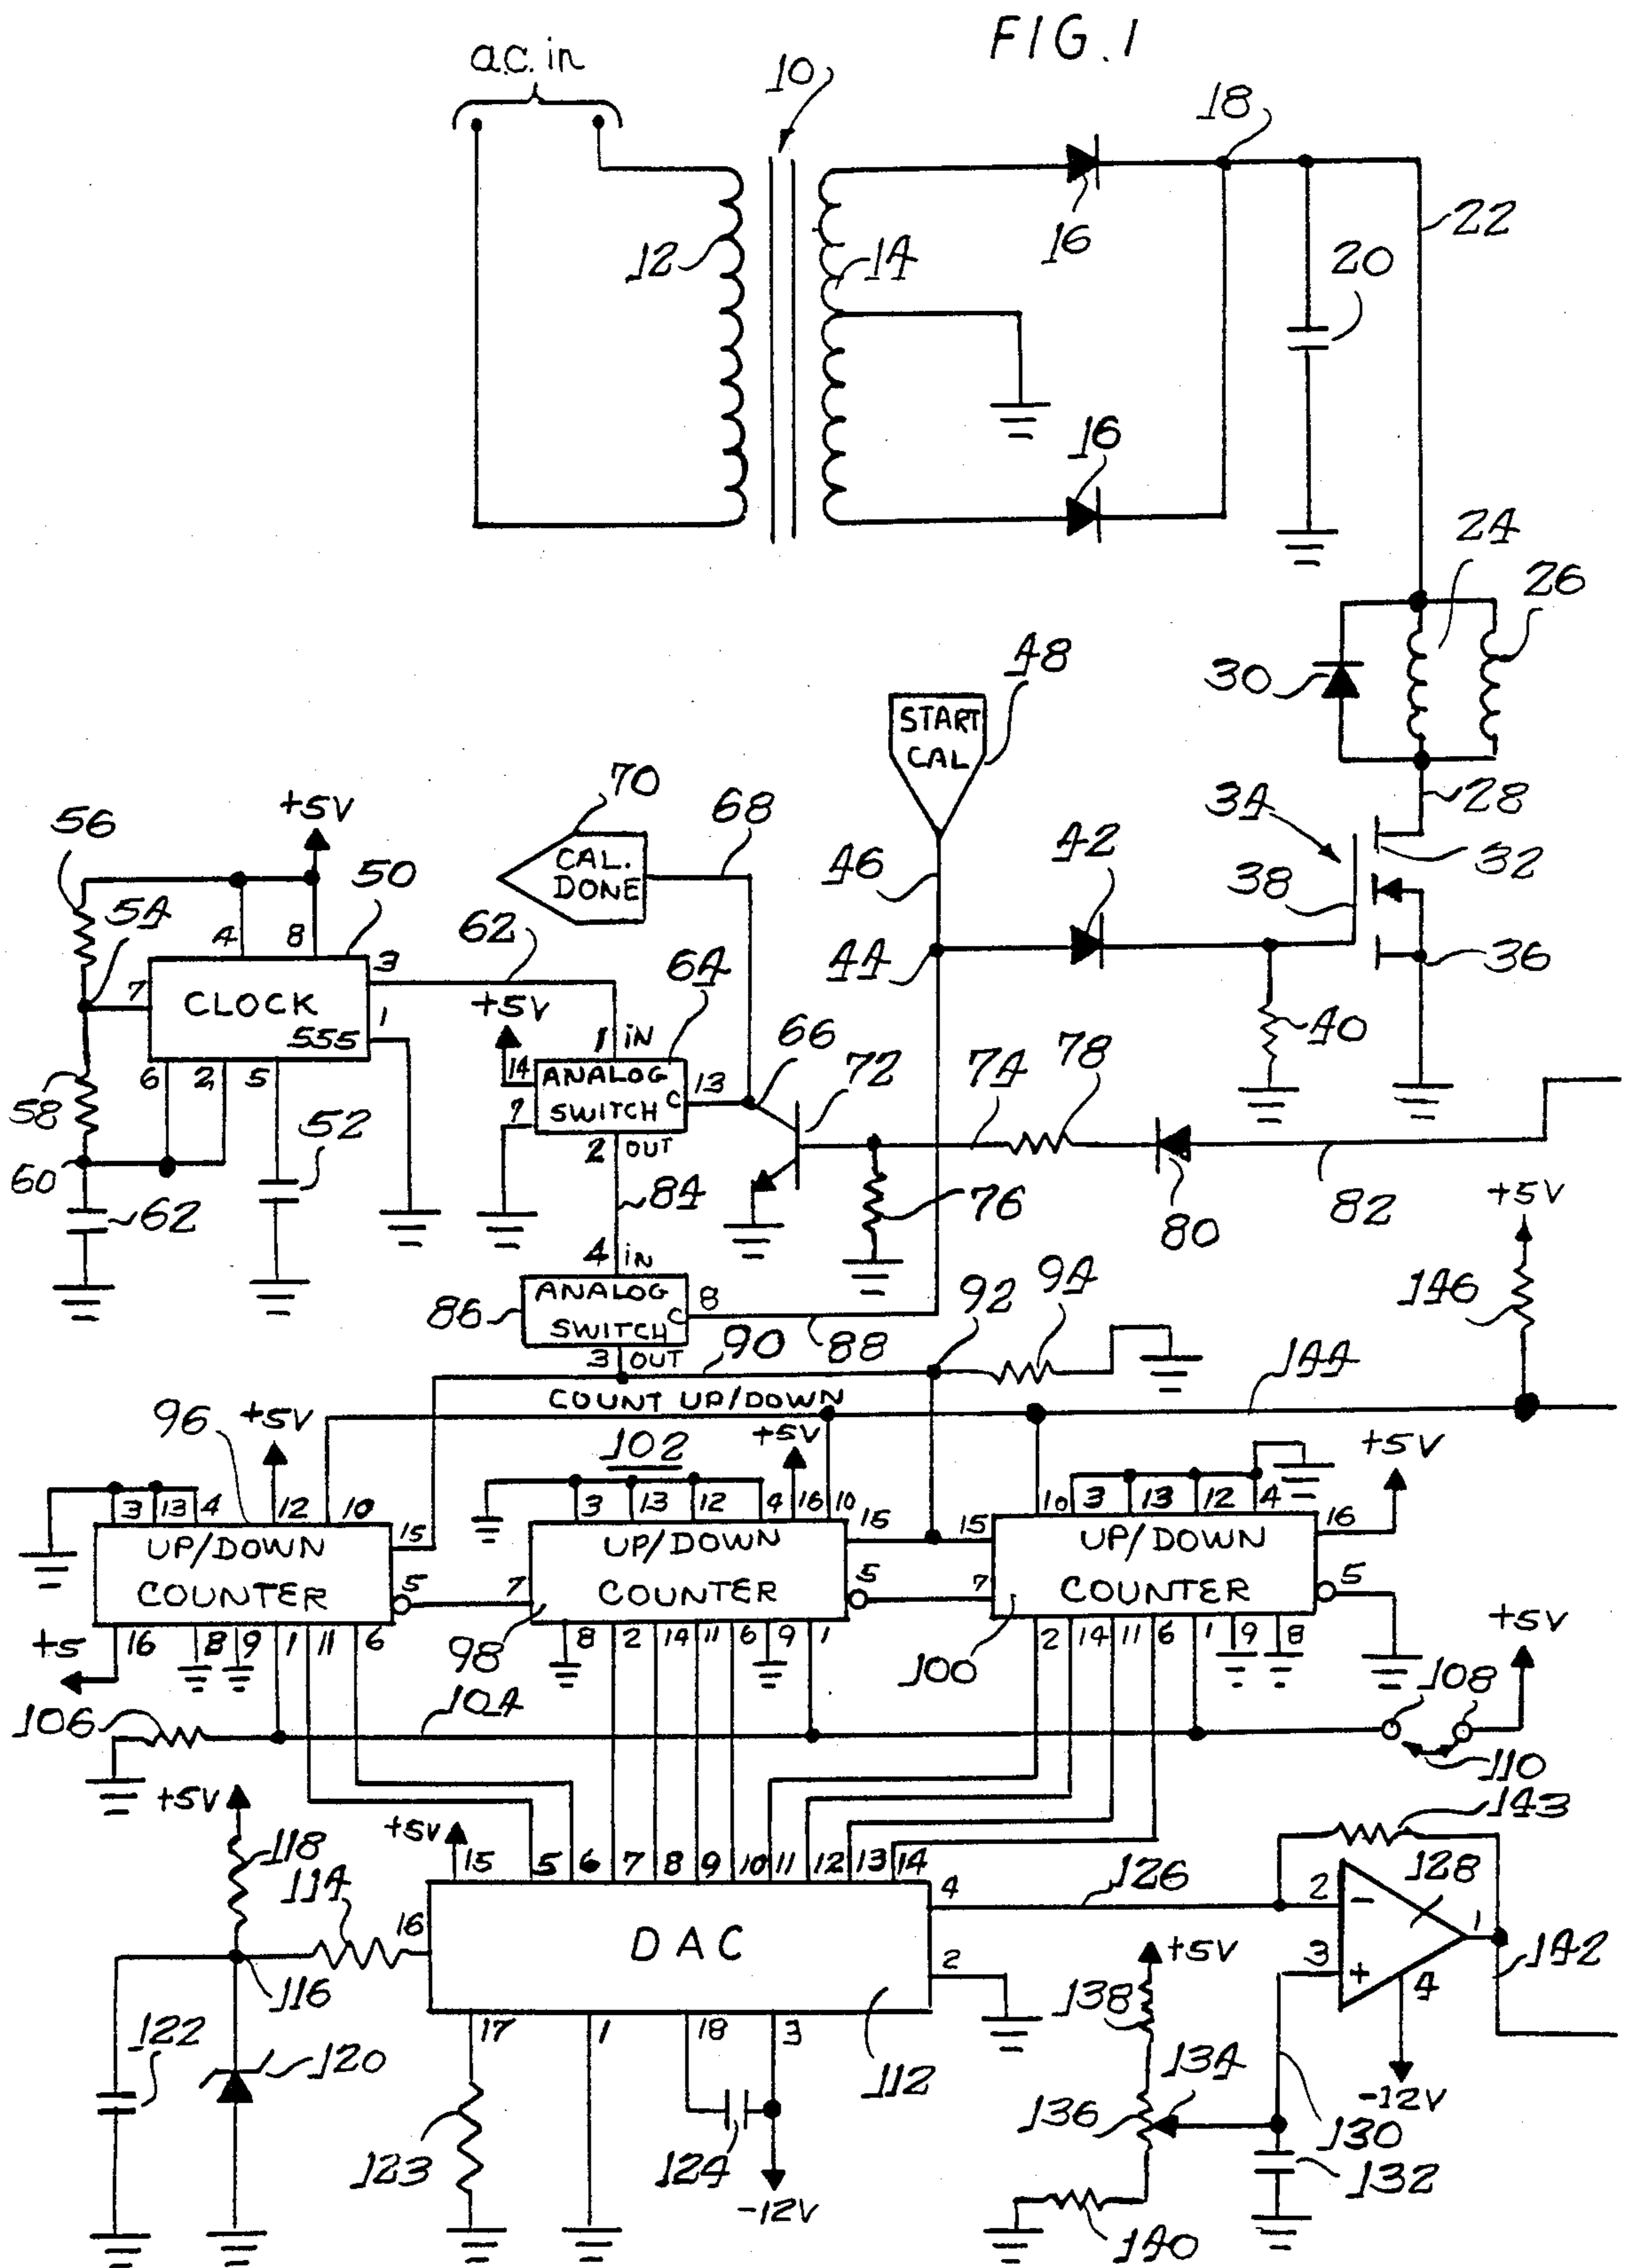 FIG. 1
a.c. in
10
18
12
14
16
20
22
16
24
26
30
48
START
CAL
28
34
32
38
36
70
68
CAL.
DONE
46
42
44
40
56
+5V
50
54
4 8
3
62
64
7
CLOCK
1
555
+5V
1 IN
14
ANALOG
13
66
72
74
78
7
SWITCH C
6 2 5
58
52
2 OUT
60
62
84
76
80
82
+5V
4 IN
86
ANALOG
8
SWITCH C
3 OUT
90
88
92
94
146
COUNT UP/DOWN
144
96
+5V
102
+5V
+5V
3 13 4 12 10
3 13 12 4 16 10
10 3 13 12 4
15
15
15
16
UP/DOWN
COUNTER
5
7
UP/DOWN
COUNTER
5
7
UP/DOWN
COUNTER
5
+5
16 8 9 1 11 6
98
8 2 14 11 6 9 1
100
2 14 11 6 1 9 8
+5V
106
104
108
110
+5V
118
114
+5V
15 5 6 7 8 9 10 11 12 13 14
143
16
DAC
4
126
2
128
1
116
2
3
+5V
142
4
122
120
17 1 18 3
112
138
134
-12V
136
123
124
-12V
130
132
140